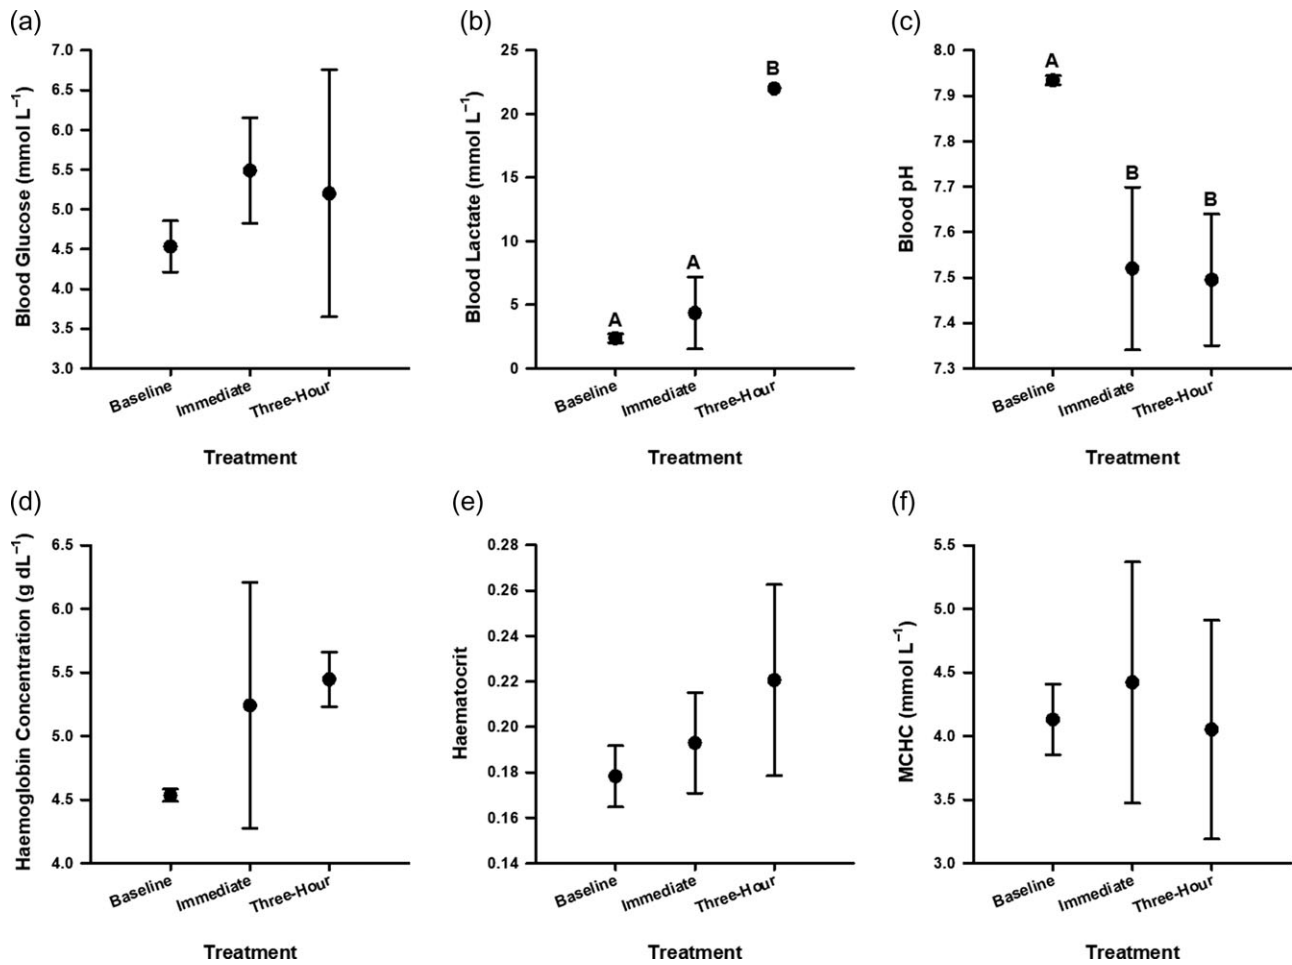 (a)
Blood Glucose (mmol L⁻¹)
7.0
6.5
6.0
5.5
5.0
4.5
4.0
3.5
3.0
Baseline
Immediate
Three-Hour
Treatment
(b)
Blood Lactate (mmol L⁻¹)
25
20
15
10
5
0
A
A
B
Baseline
Immediate
Three-Hour
Treatment
(c)
Blood pH
8.0
7.9
7.8
7.7
7.6
7.5
7.4
7.3
A
B
B
Baseline
Immediate
Three-Hour
Treatment
(d)
Haemoglobin Concentration (g dL⁻¹)
6.5
6.0
5.5
5.0
4.5
4.0
Baseline
Immediate
Three-Hour
Treatment
(e)
Haematocrit
0.28
0.26
0.24
0.22
0.20
0.18
0.16
0.14
Baseline
Immediate
Three-Hour
Treatment
(f)
MCHC (mmol L⁻¹)
5.5
5.0
4.5
4.0
3.5
3.0
Baseline
Immediate
Three-Hour
Treatment